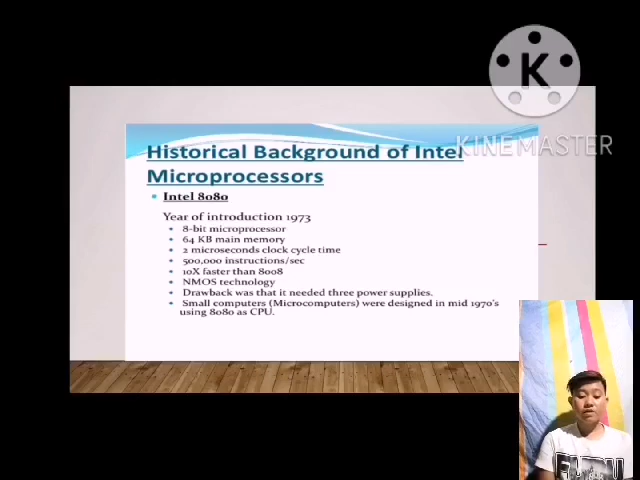 K
KINEMASTER
Historical Background of Intel
Microprocessors
• Intel 8080
Year of introduction 1973
• 8-bit microprocessor
• 64 KB main memory
• 2 microseconds clock cycle time
• 500,000 instructions/sec
• 10X faster than 8008
• NMOS technology
• Drawback was that it needed three power supplies.
• Small computers (Microcomputers) were designed in mid 1970's
using 8080 as CPU.